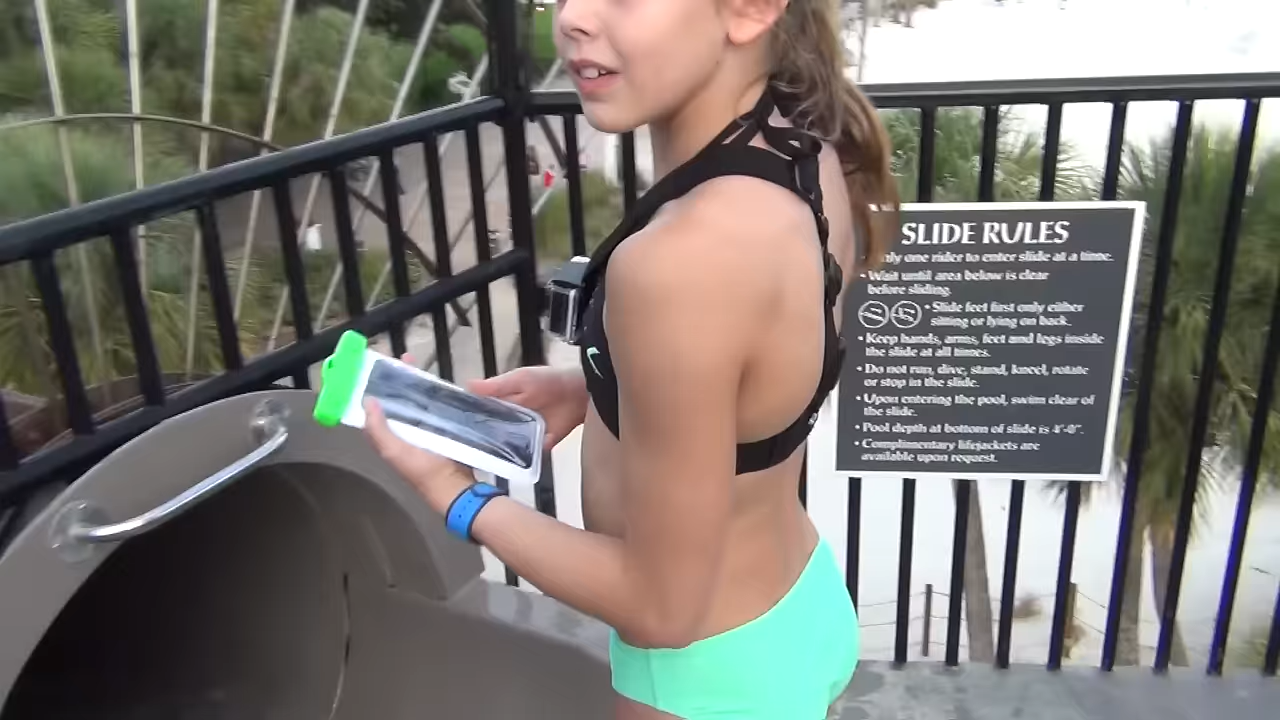 SLIDE RULES
nly one rider to enter slide at a time.
• Wait until area below is clear
before sliding.
• Slide feet first only either
sitting or lying on back.
• Keep hands, arms, feet and legs inside
the slide at all times.
• Do not run, dive, stand, kneel, rotate
or stop in the slide.
• Upon entering the pool, swim clear of
the slide.
• Pool depth at bottom of slide is 4'-0".
• Complimentary lifejackets are
available upon request.